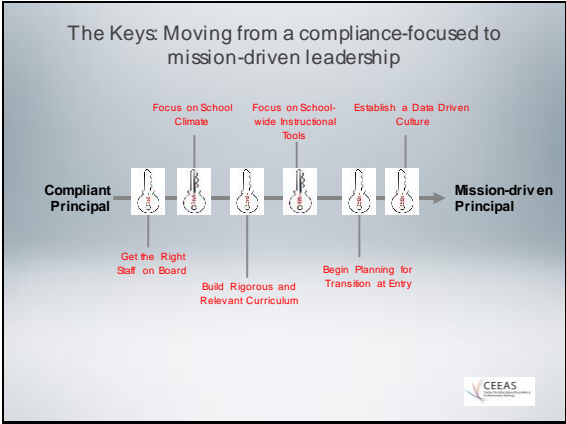 The Keys: Moving from a compliance-focused to
mission-driven leadership
Focus on School
Climate
Focus on School-
wide Instructional
Tools
Establish a Data Driven
Culture
Compliant
Principal
Mission-driven
Principal
Get the Right
Staff on Board
Build Rigorous and
Relevant Curriculum
Begin Planning for
Transition at Entry
CEEAS